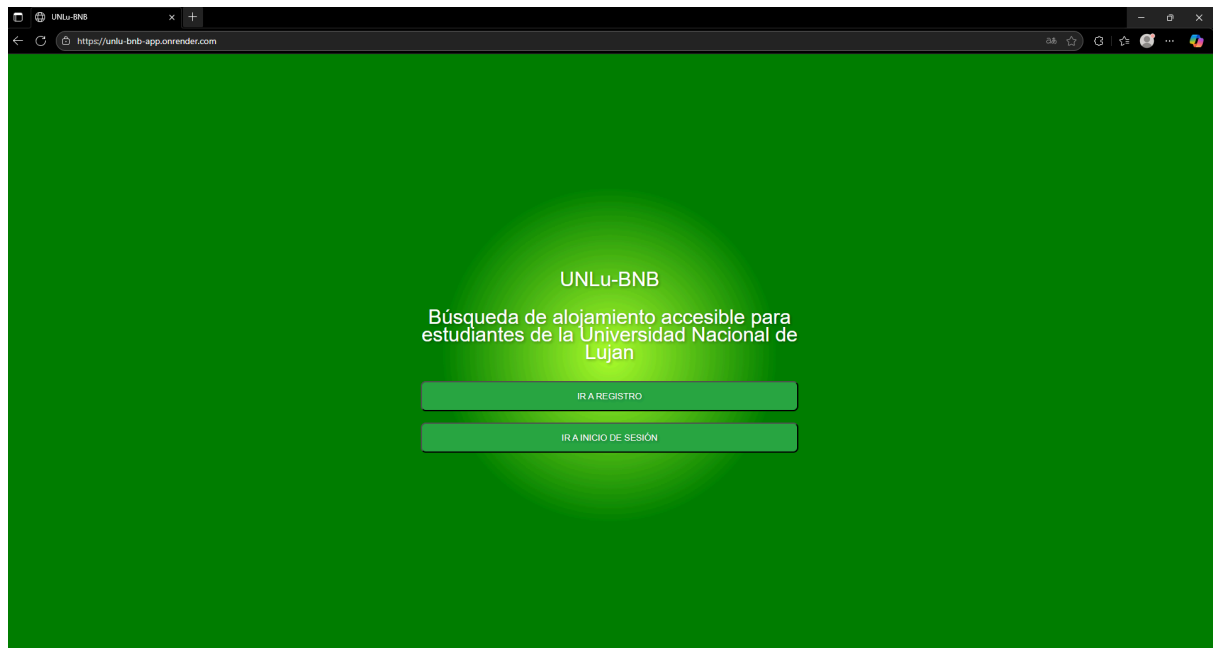 UNLu-BNB
https://unlu-bnb-app.onrender.com
UNLu-BNB
Búsqueda de alojamiento accesible para
estudiantes de la Universidad Nacional de
Lujan
IR A REGISTRO
IR A INICIO DE SESIÓN